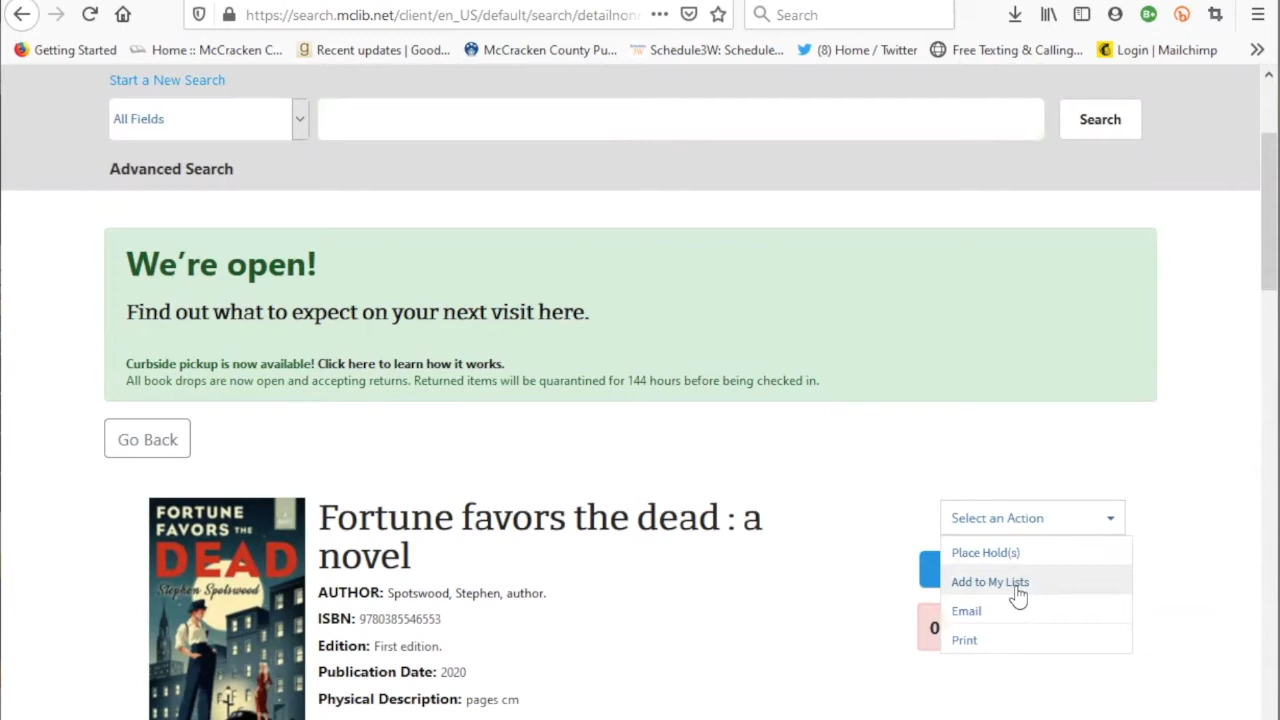 https://search.mclib.net/client/en_US/default/search/detailnon
Search
Getting Started
Home :: McCracken C...
Recent updates | Good...
McCracken County Pu...
Schedule3W: Schedule...
(8) Home / Twitter
Free Texting & Calling...
Login | Mailchimp
Start a New Search
All Fields
Search
Advanced Search
We're open!
Find out what to expect on your next visit here.
Curbside pickup is now available! Click here to learn how it works.
All book drops are now open and accepting returns. Returned items will be quarantined for 144 hours before being checked in.
Go Back
FORTUNE
FAVORS THE
DEAD
Stephen Spotswood
Fortune favors the dead : a
novel
AUTHOR: Spotswood, Stephen, author.
ISBN: 9780385546553
Edition: First edition.
Publication Date: 2020
Physical Description: pages cm
Select an Action
Place Hold(s)
Add to My Lists
Email
Print
0